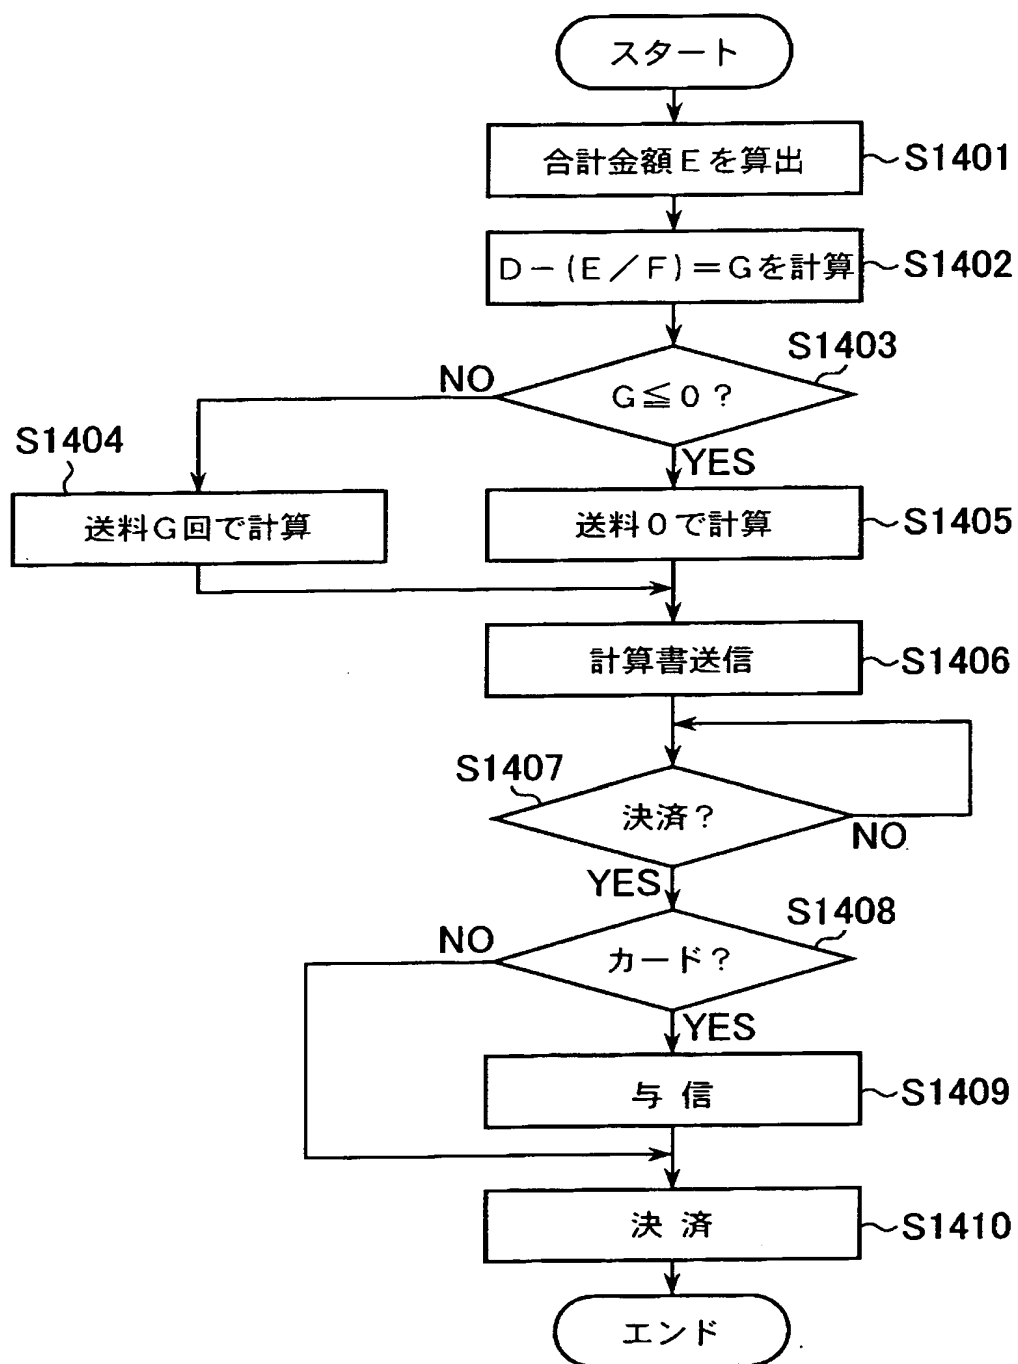 スタート
合計金額Eを算出
S1401
D-(E/F)=Gを計算
S1402
S1403
G≦0?
NO
YES
S1404
送料G回で計算
送料0で計算
S1405
計算書送信
S1406
S1407
決済?
NO
YES
S1408
カード?
NO
YES
与信
S1409
決済
S1410
エンド